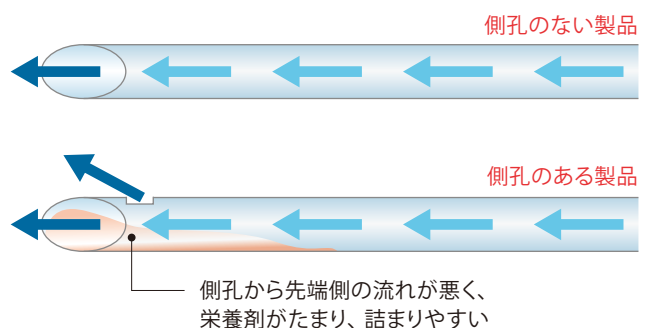 側孔のない製品
側孔のある製品
側孔から先端側の流れが悪く、
栄養剤がたまり、詰まりやすい